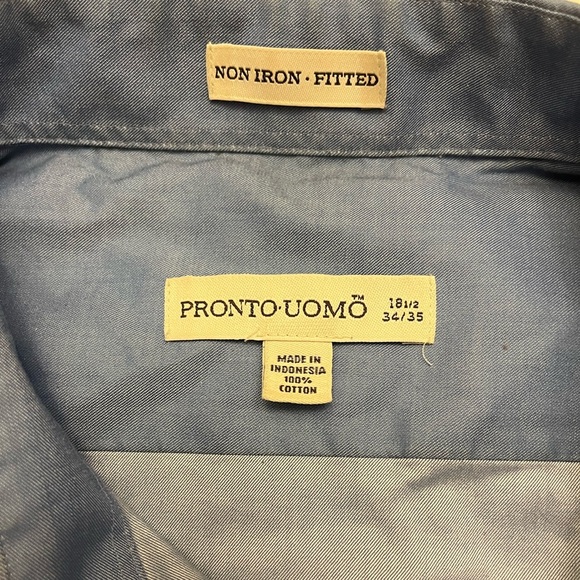 NON IRON · FITTED
PRONTO·UOMO™ 18 1/2
34/35
MADE IN
INDONESIA
100%
COTTON